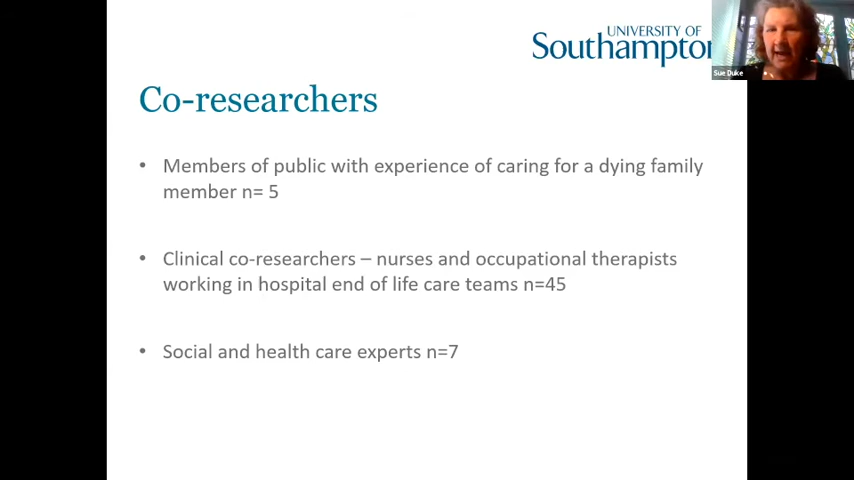 UNIVERSITY OF
Southampton
Sue Duke
Co-researchers
• Members of public with experience of caring for a dying family
member n= 5
• Clinical co-researchers – nurses and occupational therapists
working in hospital end of life care teams n=45
• Social and health care experts n=7